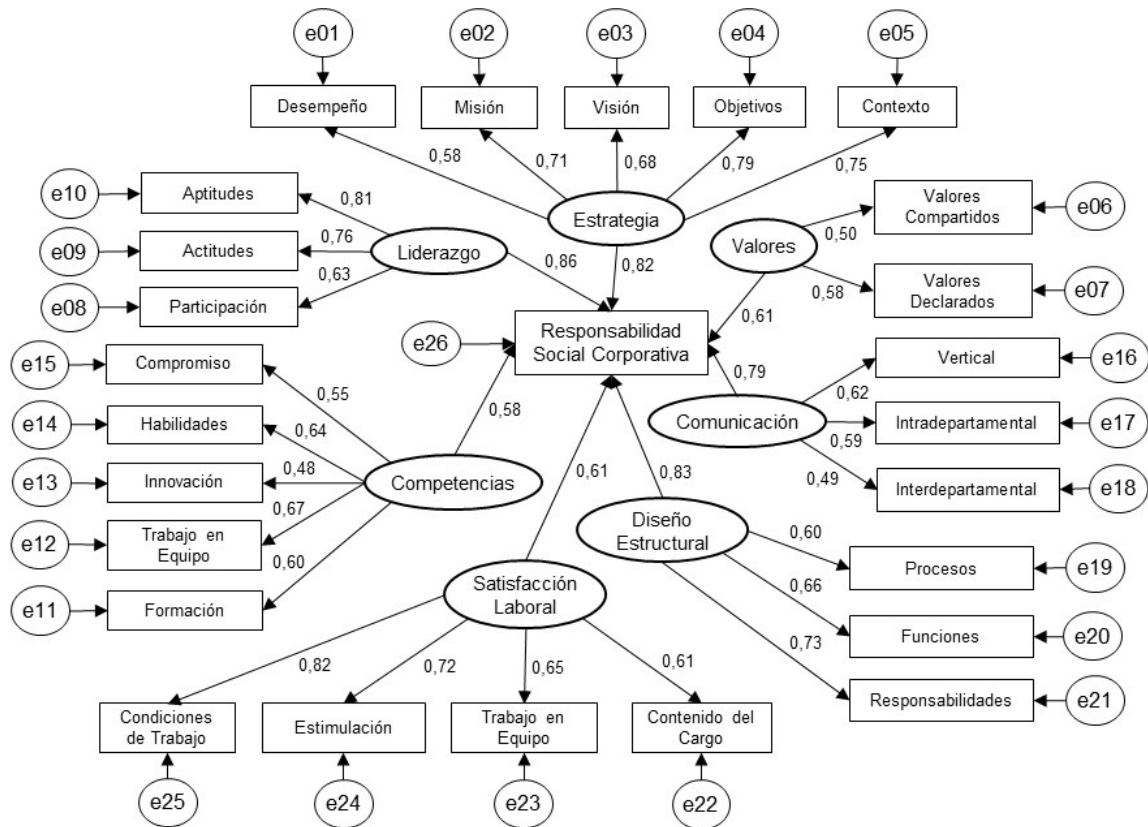 e01
e02
e03
e04
e05
Desempeño
Misión
Visión
Objetivos
Contexto
0,58
0,71
0,68
0,79
0,75
e10
Aptitudes
0,81
Estrategia
Valores
Compartidos
e06
e09
Actitudes
0,76
Liderazgo
0,86
0,82
Valores
0,50
e08
Participación
0,63
0,58
Valores
Declarados
e07
0,61
e26
Responsabilidad
Social Corporativa
e15
Compromiso
0,55
0,58
0,79
Vertical
e16
0,62
e14
Habilidades
0,64
Comunicación
0,59
Intradepartamental
e17
e13
Innovación
0,48
Competencias
0,61
0,83
0,49
Interdepartamental
e18
e12
Trabajo en
Equipo
0,67
Diseño
Estructural
0,60
Procesos
e19
e11
Formación
0,60
Satisfacción
Laboral
0,66
Funciones
e20
0,73
Responsabilidades
e21
0,82
0,72
0,65
0,61
Condiciones
de Trabajo
Estimulación
Trabajo en
Equipo
Contenido del
Cargo
e25
e24
e23
e22